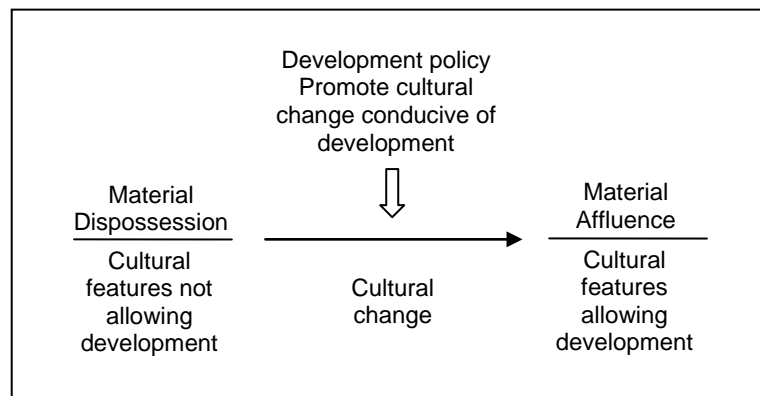 Development policy
Promote cultural
change conducive of
development
Material
Dispossession
Cultural
features not
allowing
development
Cultural
change
Material
Affluence
Cultural
features
allowing
development